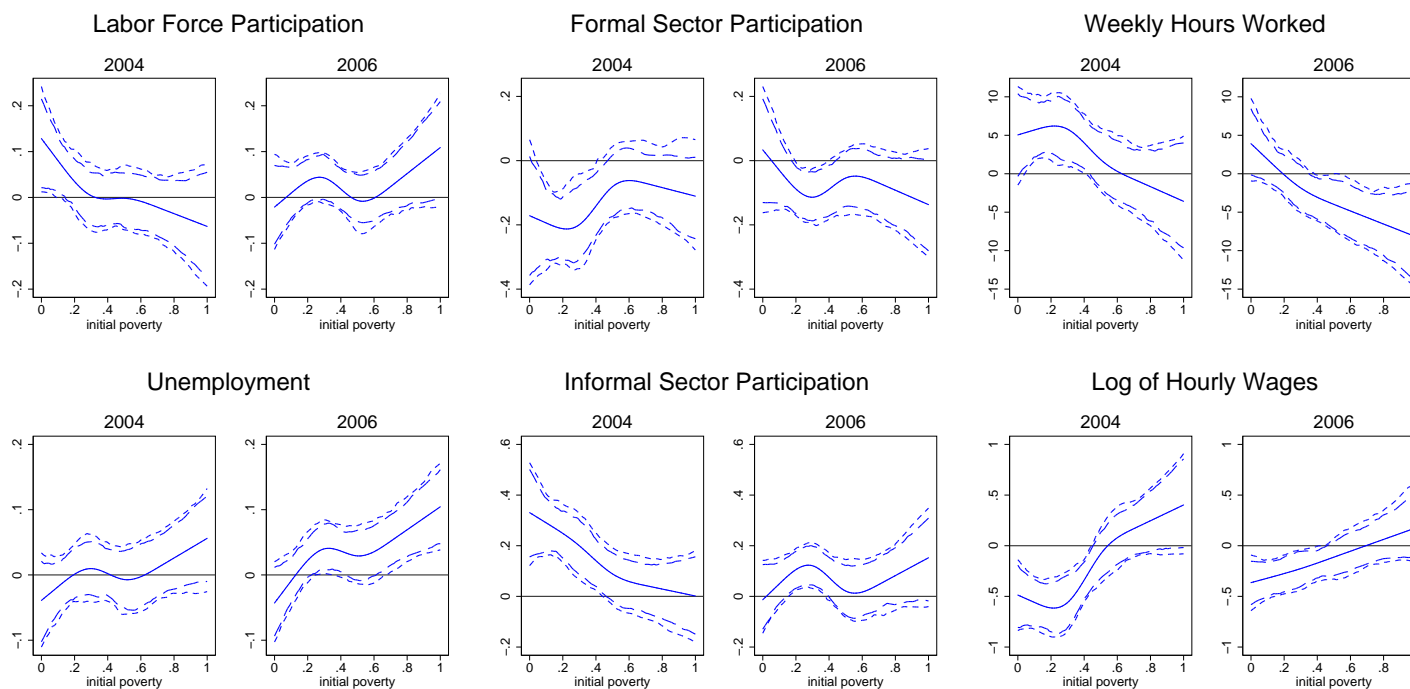 Labor Force Participation
2004
.2
.1
0
-.1
-.2
0 .2 .4 .6 .8 1
initial poverty
2006
.2
.1
0
-.1
-.2
0 .2 .4 .6 .8 1
initial poverty
Formal Sector Participation
2004
.2
0
-.2
-.4
0 .2 .4 .6 .8 1
initial poverty
2006
.2
0
-.2
-.4
0 .2 .4 .6 .8 1
initial poverty
Weekly Hours Worked
2004
10
5
0
-5
-10
-15
0 .2 .4 .6 .8 1
initial poverty
2006
10
5
0
-5
-10
-15
0 .2 .4 .6 .8
initial poverty
Unemployment
2004
.2
.1
0
-.1
0 .2 .4 .6 .8 1
initial poverty
2006
.2
.1
0
-.1
0 .2 .4 .6 .8 1
initial poverty
Informal Sector Participation
2004
.6
.4
.2
0
-.2
0 .2 .4 .6 .8 1
initial poverty
2006
.6
.4
.2
0
-.2
0 .2 .4 .6 .8 1
initial poverty
Log of Hourly Wages
2004
1
.5
0
-.5
-1
0 .2 .4 .6 .8 1
initial poverty
2006
1
.5
0
-.5
-1
0 .2 .4 .6 .8
initial poverty